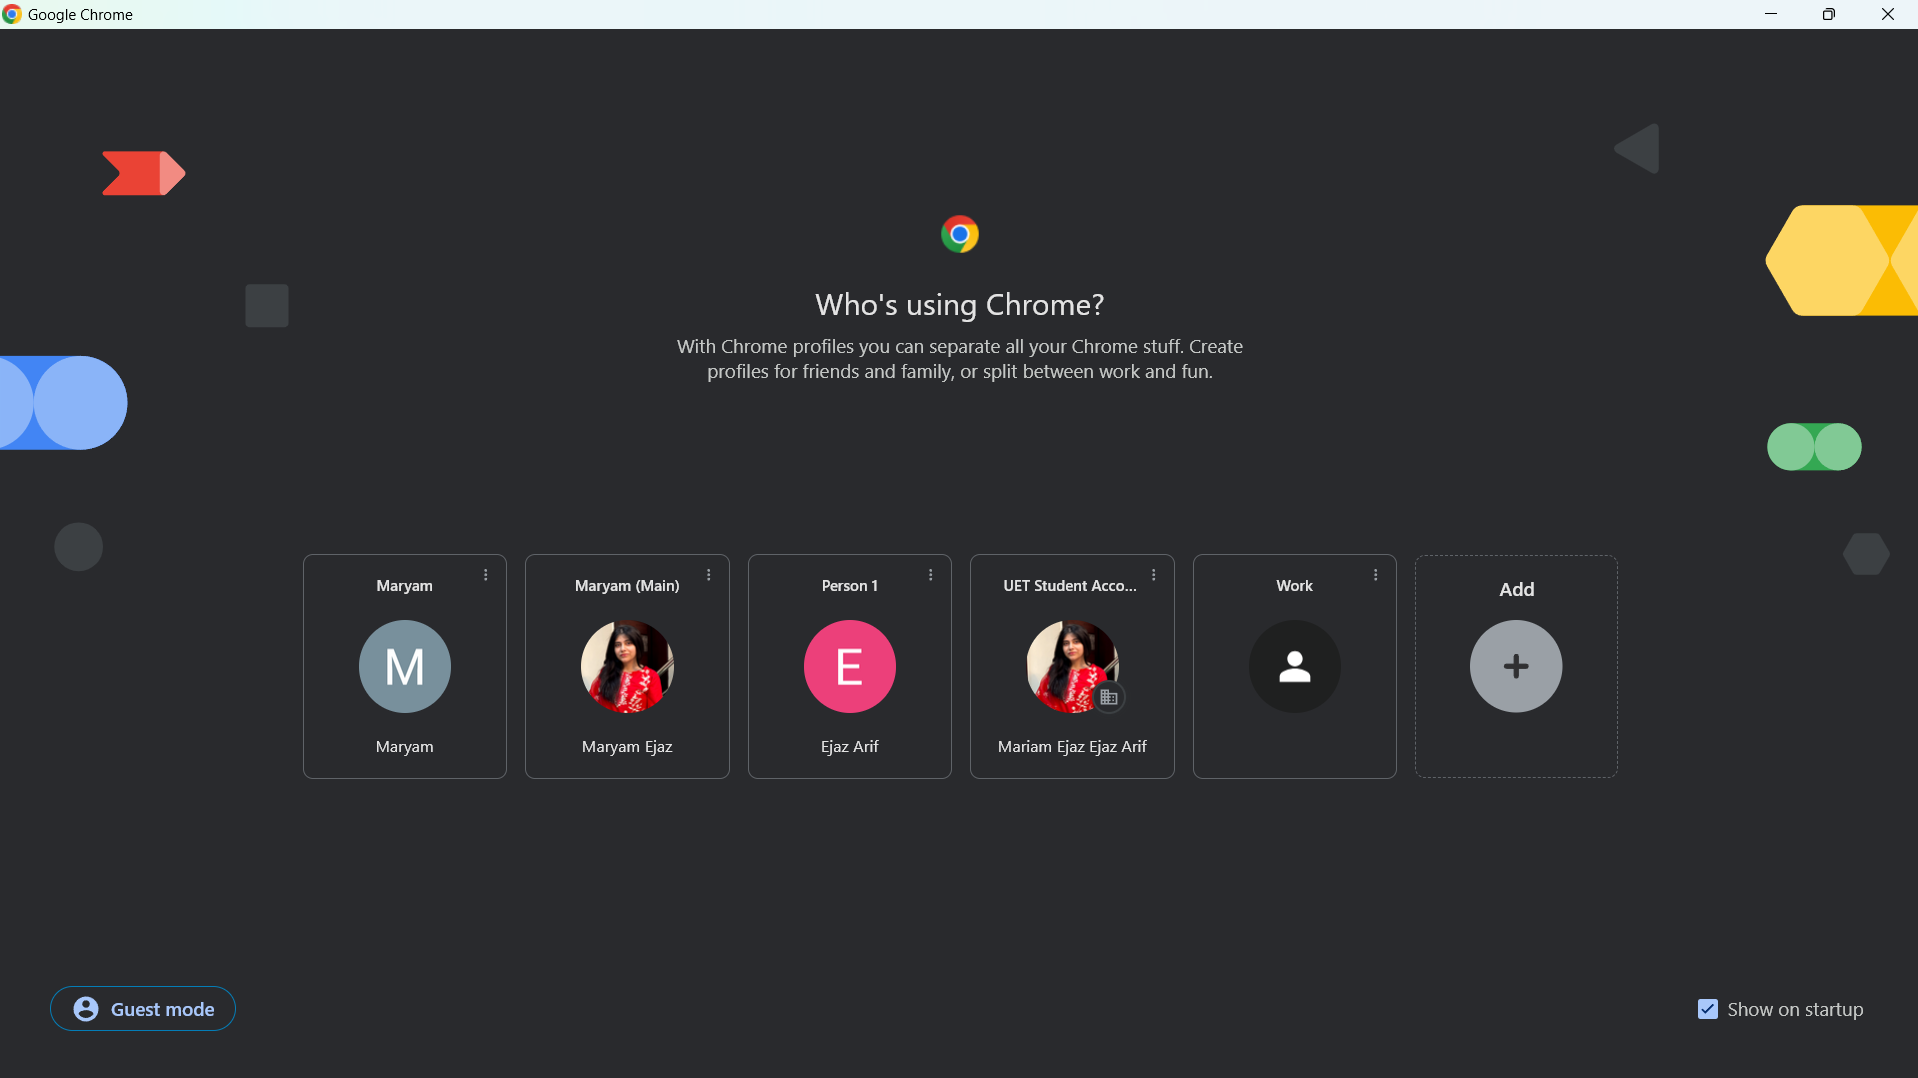 Google Chrome
Who's using Chrome?
With Chrome profiles you can separate all your Chrome stuff. Create
profiles for friends and family, or split between work and fun.
Maryam
M
Maryam
Maryam (Main)
Maryam Ejaz
Person 1
E
Ejaz Arif
UET Student Acco...
Mariam Ejaz Ejaz Arif
Work
Add
Guest mode
Show on startup